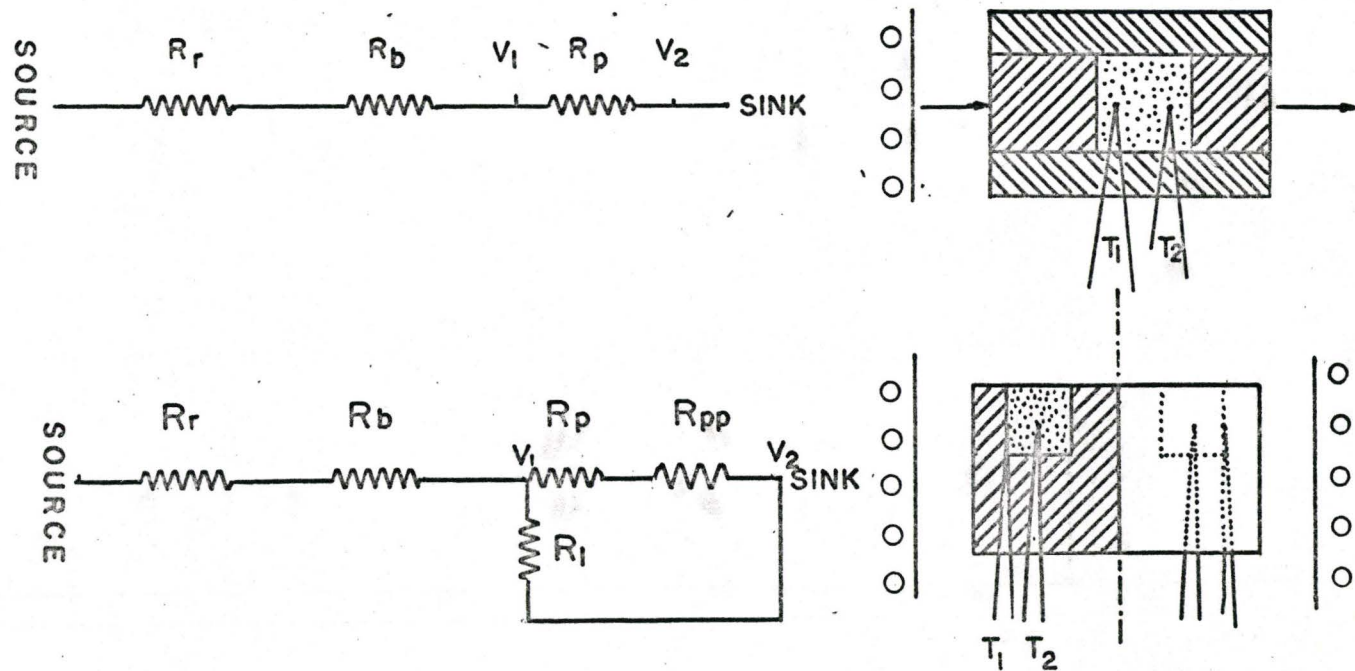 SOURCE
Rr Rb V1 Rp V2
SINK
T1 T2
SOURCE
Rr Rb Rp Rpp
V1 V2
SINK
R1
T1 T2